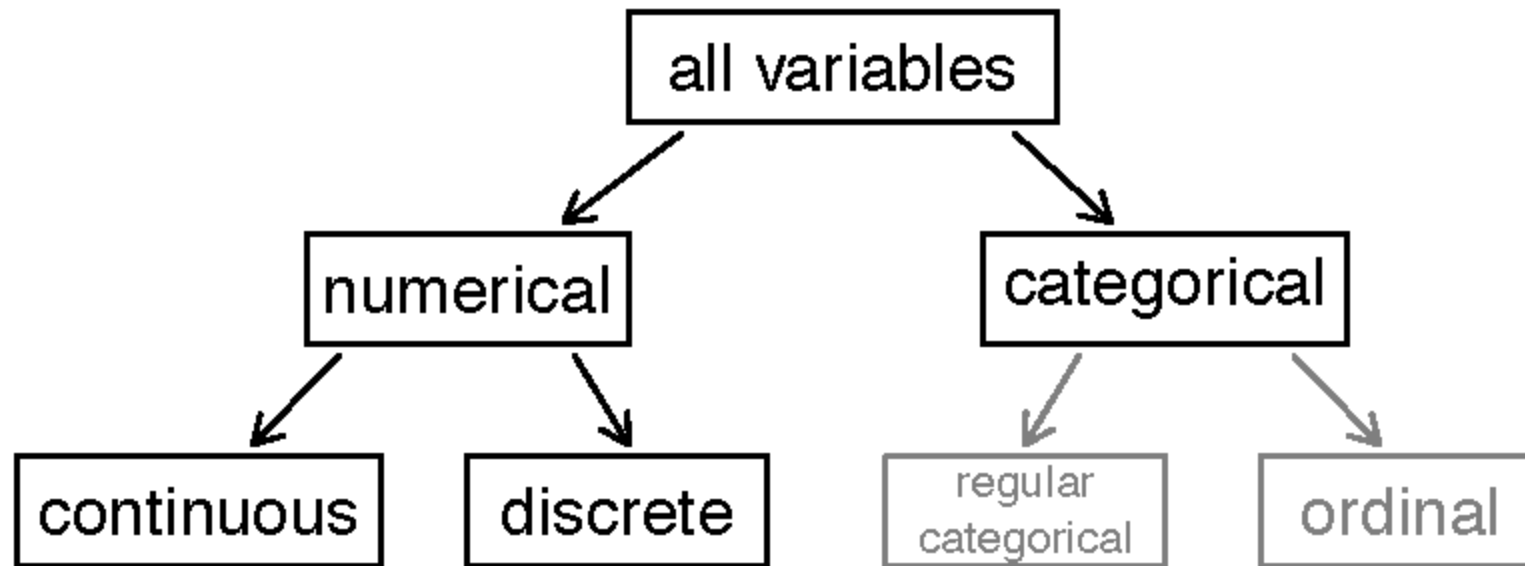 all variables
numerical
categorical
continuous
discrete
regular
categorical
ordinal